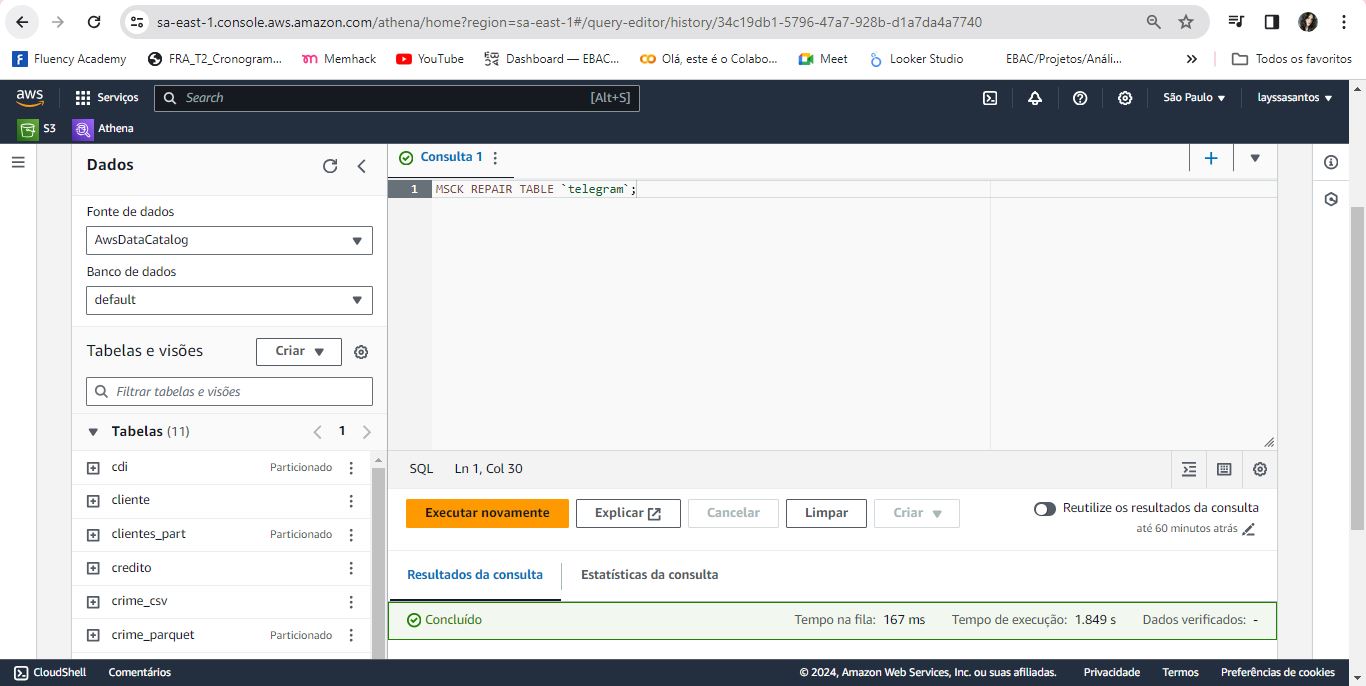 sa-east-1.console.aws.amazon.com/athena/home?region=sa-east-1#/query-editor/history/34c19db1-5796-47a7-928b-d1a7da4a7740
Fluency Academy FRA_T2_Cronogram... Memhack YouTube Dashboard — EBAC... Olá, este é o Colabo... Meet Looker Studio EBAC/Projetos/Análi... » Todos os favoritos
aws Serviços Search [Alt+S] São Paulo layssasantos
S3 Athena
Dados
Fonte de dados
AwsDataCatalog
Banco de dados
default
Tabelas e visões Criar
Filtrar tabelas e visões
Tabelas (11) 1
cdi Particionado
cliente
clientes_part Particionado
credito
crime_csv
crime_parquet Particionado
Consulta 1
1 MSCK REPAIR TABLE `telegram`;
SQL Ln 1, Col 30
Executar novamente Explicar Cancelar Limpar Criar
Reutilize os resultados da consulta
até 60 minutos atrás
Resultados da consulta Estatísticas da consulta
Concluído Tempo na fila: 167 ms Tempo de execução: 1.849 s Dados verificados: -
CloudShell Comentários © 2024, Amazon Web Services, Inc. ou suas afiliadas. Privacidade Termos Preferências de cookies